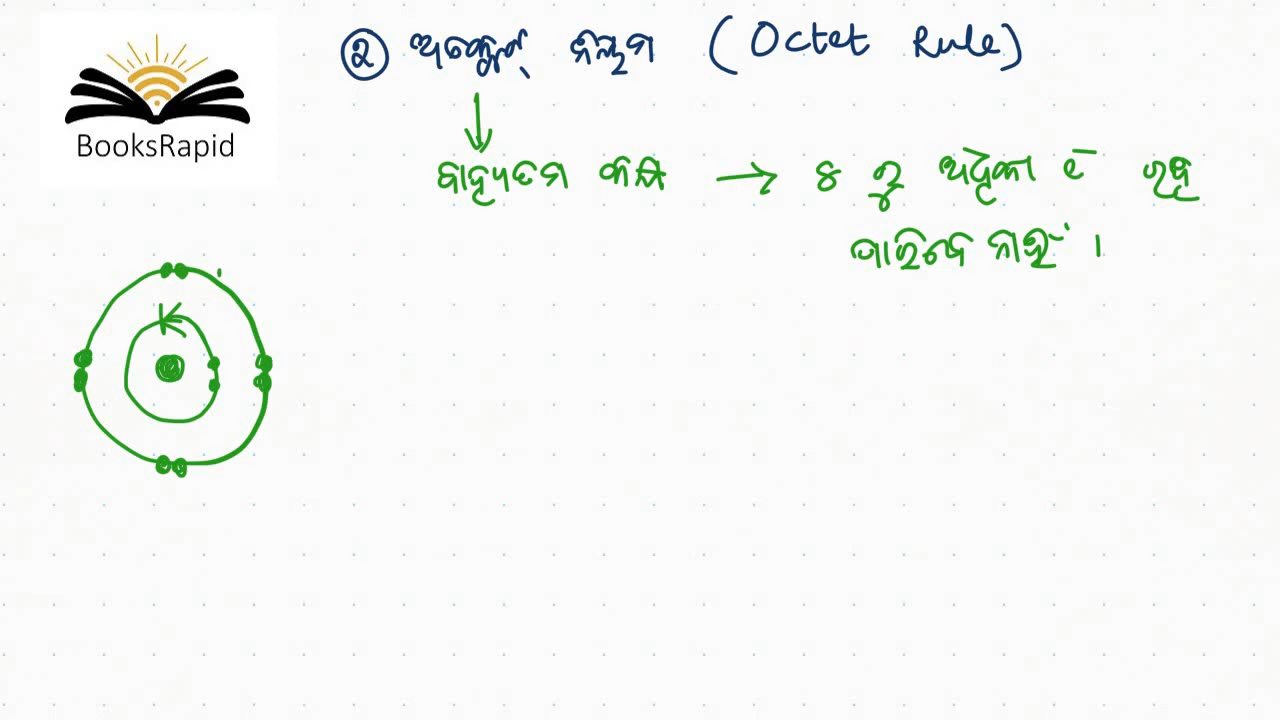 BooksRapid
② ଅକ୍ଟେଟ୍ ନିୟମ (Octet Rule)
ବାହ୍ୟତମ କକ୍ଷ → 8 ରୁ ଅଧିକା e⁻ ରହି
ପାରିବେ ନାହିଁ ।
K